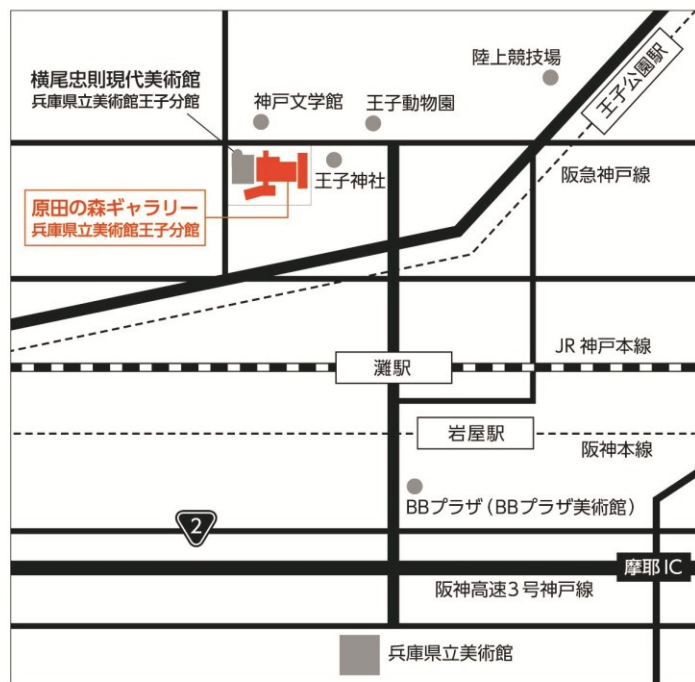 陸上競技場
王子公園駅
横尾忠則現代美術館
兵庫県立美術館王子分館
神戸文学館
王子動物園
王子神社
阪急神戸線
原田の森ギャラリー
兵庫県立美術館王子分館
JR 神戸本線
灘駅
岩屋駅
阪神本線
BBプラザ（BBプラザ美術館）
2
摩耶 IC
阪神高速3号神戸線
兵庫県立美術館